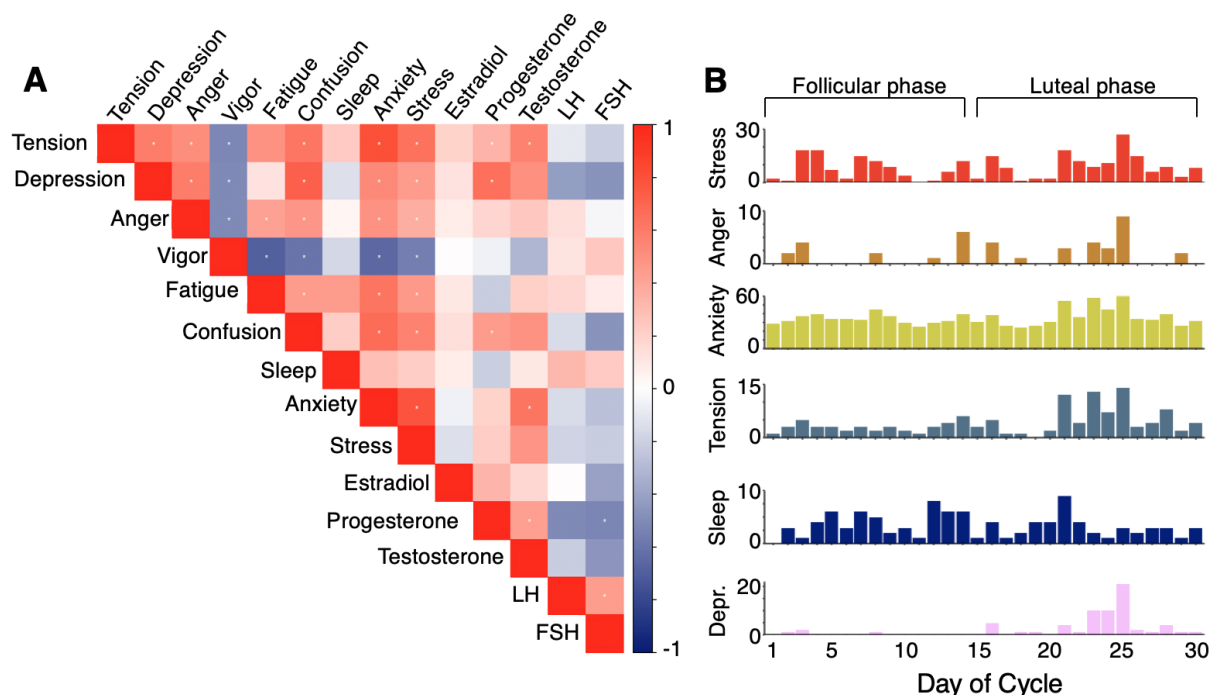 A
Tension
Depression
Anger
Vigor
Fatigue
Confusion
Sleep
Anxiety
Stress
Estradiol
Progesterone
Testosterone
LH
FSH
Tension
Depression
Anger
Vigor
Fatigue
Confusion
Sleep
Anxiety
Stress
Estradiol
Progesterone
Testosterone
LH
FSH
1
0
-1
B
Follicular phase
Luteal phase
Stress
30
0
Anger
10
0
Anxiety
60
0
Tension
15
0
Sleep
10
0
Depr.
20
0
1 5 10 15 20 25 30
Day of Cycle